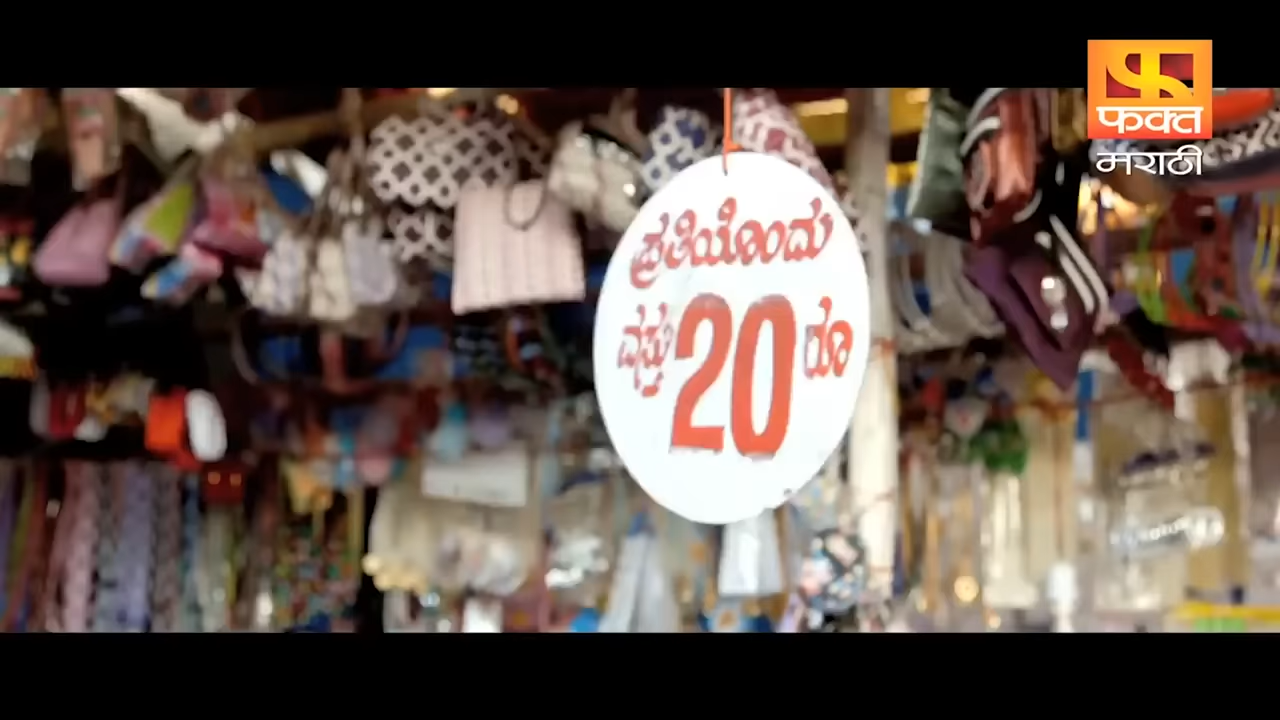 ಪ್ರತಿಯೊಂದು
ವಸ್ತು 20 ರೂ
फक्त
मराठी